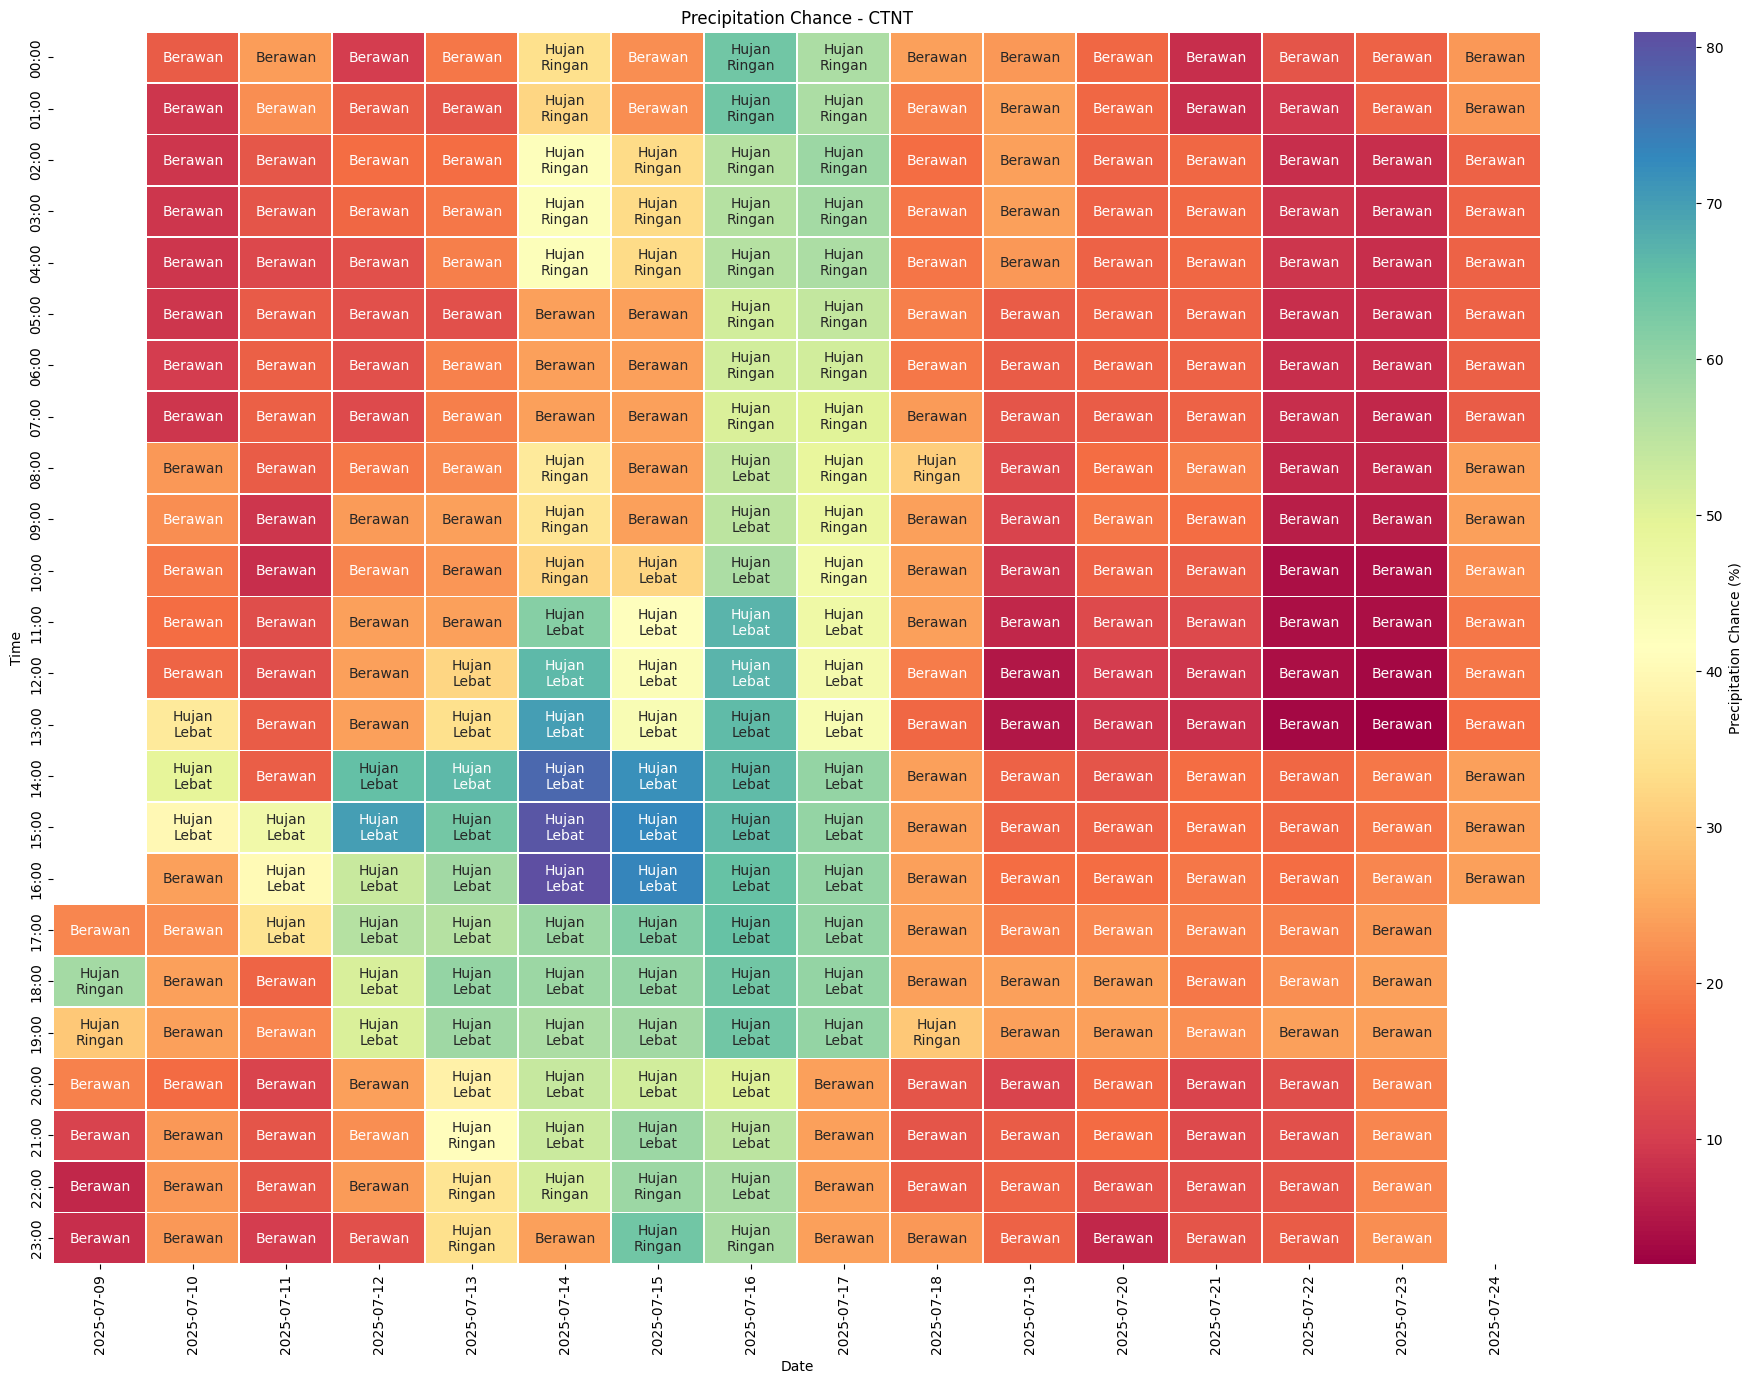 Precipitation Chance - CTNT
Time
00:00 Berawan Berawan Berawan Berawan Hujan Ringan Berawan Hujan Ringan Hujan Ringan Berawan Berawan Berawan Berawan Berawan Berawan Berawan
01:00 Berawan Berawan Berawan Berawan Hujan Ringan Berawan Hujan Ringan Hujan Ringan Berawan Berawan Berawan Berawan Berawan Berawan Berawan
02:00 Berawan Berawan Berawan Berawan Hujan Ringan Hujan Ringan Hujan Ringan Hujan Ringan Berawan Berawan Berawan Berawan Berawan Berawan Berawan
03:00 Berawan Berawan Berawan Berawan Hujan Ringan Hujan Ringan Hujan Ringan Hujan Ringan Berawan Berawan Berawan Berawan Berawan Berawan Berawan
04:00 Berawan Berawan Berawan Berawan Hujan Ringan Hujan Ringan Hujan Ringan Hujan Ringan Berawan Berawan Berawan Berawan Berawan Berawan Berawan
05:00 Berawan Berawan Berawan Berawan Berawan Berawan Hujan Ringan Hujan Ringan Berawan Berawan Berawan Berawan Berawan Berawan Berawan
06:00 Berawan Berawan Berawan Berawan Berawan Berawan Hujan Ringan Hujan Ringan Berawan Berawan Berawan Berawan Berawan Berawan Berawan
07:00 Berawan Berawan Berawan Berawan Berawan Berawan Hujan Ringan Hujan Ringan Berawan Berawan Berawan Berawan Berawan Berawan Berawan
08:00 Berawan Berawan Berawan Berawan Hujan Ringan Berawan Hujan Lebat Hujan Ringan Hujan Ringan Berawan Berawan Berawan Berawan Berawan Berawan
09:00 Berawan Berawan Berawan Berawan Hujan Ringan Berawan Hujan Lebat Hujan Ringan Berawan Berawan Berawan Berawan Berawan Berawan Berawan
10:00 Berawan Berawan Berawan Berawan Hujan Ringan Hujan Lebat Hujan Lebat Hujan Ringan Berawan Berawan Berawan Berawan Berawan Berawan Berawan
11:00 Berawan Berawan Berawan Berawan Hujan Lebat Hujan Lebat Hujan Lebat Hujan Lebat Berawan Berawan Berawan Berawan Berawan Berawan Berawan
12:00 Berawan Berawan Berawan Hujan Lebat Hujan Lebat Hujan Lebat Hujan Lebat Hujan Lebat Berawan Berawan Berawan Berawan Berawan Berawan Berawan
13:00 Hujan Lebat Berawan Berawan Hujan Lebat Hujan Lebat Hujan Lebat Hujan Lebat Hujan Lebat Berawan Berawan Berawan Berawan Berawan Berawan Berawan
14:00 Hujan Lebat Berawan Hujan Lebat Hujan Lebat Hujan Lebat Hujan Lebat Hujan Lebat Hujan Lebat Berawan Berawan Berawan Berawan Berawan Berawan Berawan
15:00 Hujan Lebat Hujan Lebat Hujan Lebat Hujan Lebat Hujan Lebat Hujan Lebat Hujan Lebat Hujan Lebat Berawan Berawan Berawan Berawan Berawan Berawan Berawan
16:00 Berawan Hujan Lebat Hujan Lebat Hujan Lebat Hujan Lebat Hujan Lebat Hujan Lebat Hujan Lebat Berawan Berawan Berawan Berawan Berawan Berawan Berawan
17:00 Berawan Berawan Hujan Lebat Hujan Lebat Hujan Lebat Hujan Lebat Hujan Lebat Hujan Lebat Hujan Lebat Berawan Berawan Berawan Berawan Berawan Berawan
18:00 Hujan Ringan Berawan Berawan Hujan Lebat Hujan Lebat Hujan Lebat Hujan Lebat Hujan Lebat Hujan Lebat Berawan Berawan Berawan Berawan Berawan Berawan
19:00 Hujan Ringan Berawan Berawan Hujan Lebat Hujan Lebat Hujan Lebat Hujan Lebat Hujan Lebat Hujan Lebat Hujan Ringan Berawan Berawan Berawan Berawan Berawan
20:00 Berawan Berawan Berawan Berawan Hujan Lebat Hujan Lebat Hujan Lebat Hujan Lebat Berawan Berawan Berawan Berawan Berawan Berawan Berawan
21:00 Berawan Berawan Berawan Berawan Hujan Ringan Hujan Lebat Hujan Lebat Hujan Lebat Berawan Berawan Berawan Berawan Berawan Berawan Berawan
22:00 Berawan Berawan Berawan Berawan Hujan Ringan Hujan Ringan Hujan Ringan Hujan Lebat Berawan Berawan Berawan Berawan Berawan Berawan Berawan
23:00 Berawan Berawan Berawan Berawan Hujan Ringan Berawan Hujan Ringan Hujan Ringan Berawan Berawan Berawan Berawan Berawan Berawan Berawan
2025-07-09 2025-07-10 2025-07-11 2025-07-12 2025-07-13 2025-07-14 2025-07-15 2025-07-16 2025-07-17 2025-07-18 2025-07-19 2025-07-20 2025-07-21 2025-07-22 2025-07-23 2025-07-24
Date
80
70
60
50
40
30
20
10
Precipitation Chance (%)